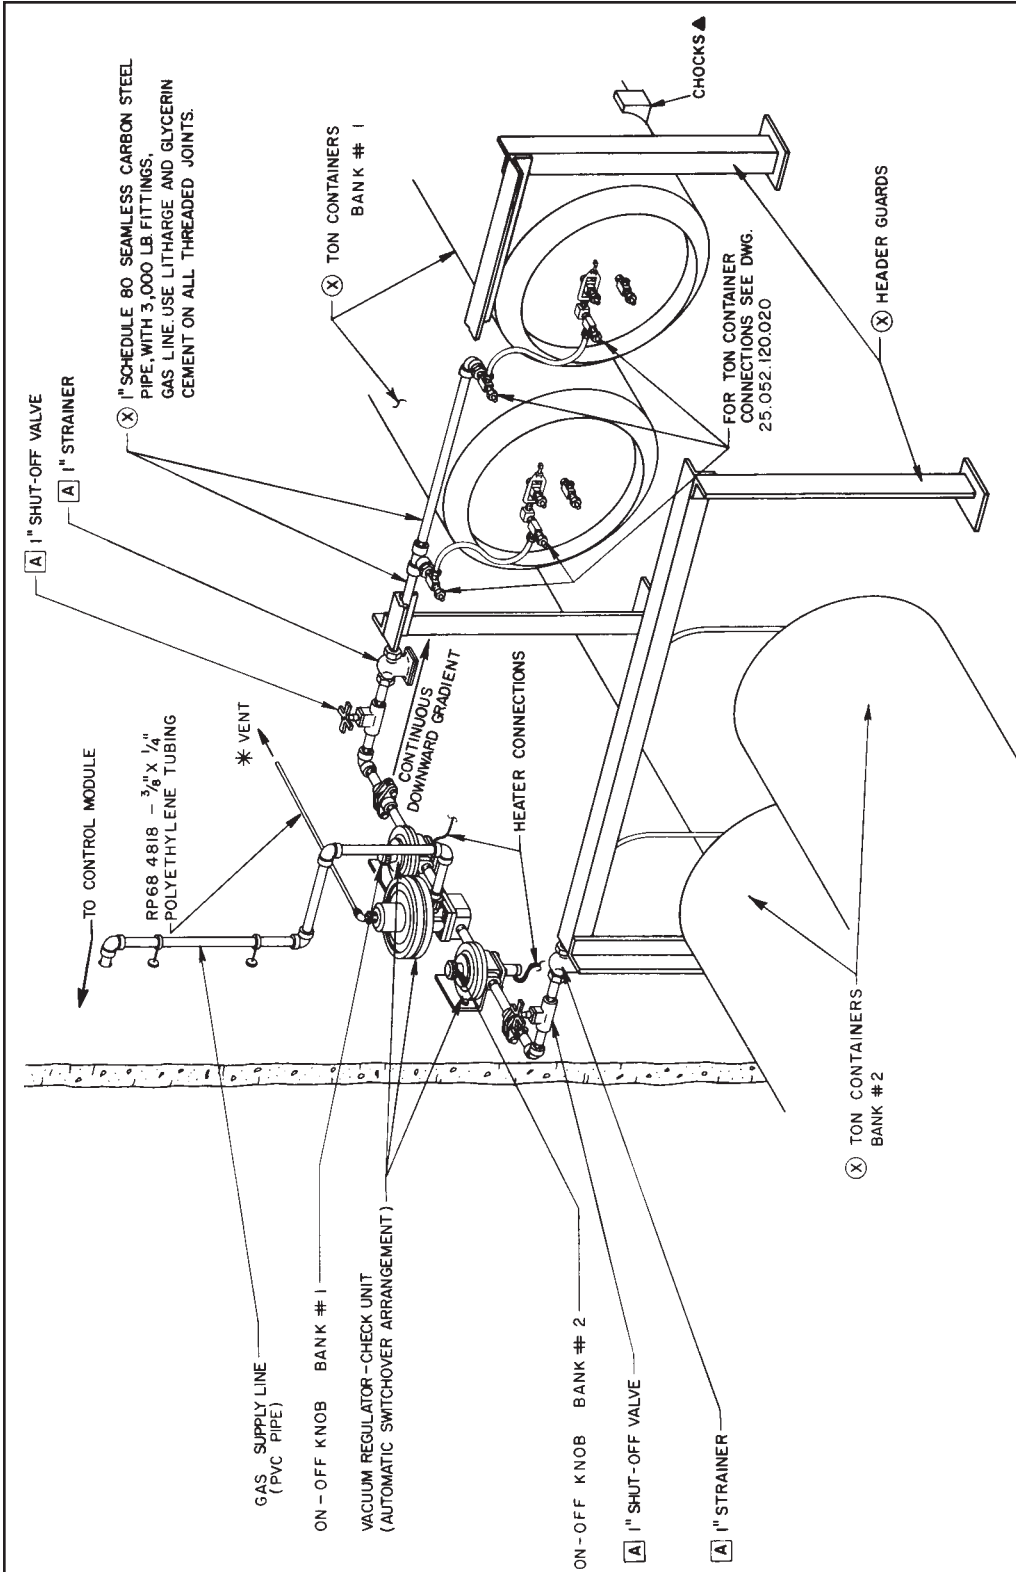 TO CONTROL MODULE
RP68 4818 – 3/8" X 1/4"
POLYETHYLENE TUBING
✳ VENT
[A] 1" SHUT-OFF VALVE
[A] 1" STRAINER
(X) 1" SCHEDULE 80 SEAMLESS CARBON STEEL
PIPE, WITH 3,000 LB. FITTINGS,
GAS LINE. USE LITHARGE AND GLYCERIN
CEMENT ON ALL THREADED JOINTS.
(X) TON CONTAINERS
BANK # 1
CHOCKS▲
GAS SUPPLY LINE
(PVC PIPE)
ON-OFF KNOB BANK # 1
VACUUM REGULATOR-CHECK UNIT
(AUTOMATIC SWITCHOVER ARRANGEMENT)
CONTINUOUS
DOWNWARD GRADIENT
HEATER CONNECTIONS
FOR TON CONTAINER
CONNECTIONS SEE DWG.
25.052.120.020
(X) HEADER GUARDS
ON-OFF KNOB BANK # 2
[A] 1" SHUT-OFF VALVE
[A] 1" STRAINER
(X) TON CONTAINERS
BANK #2